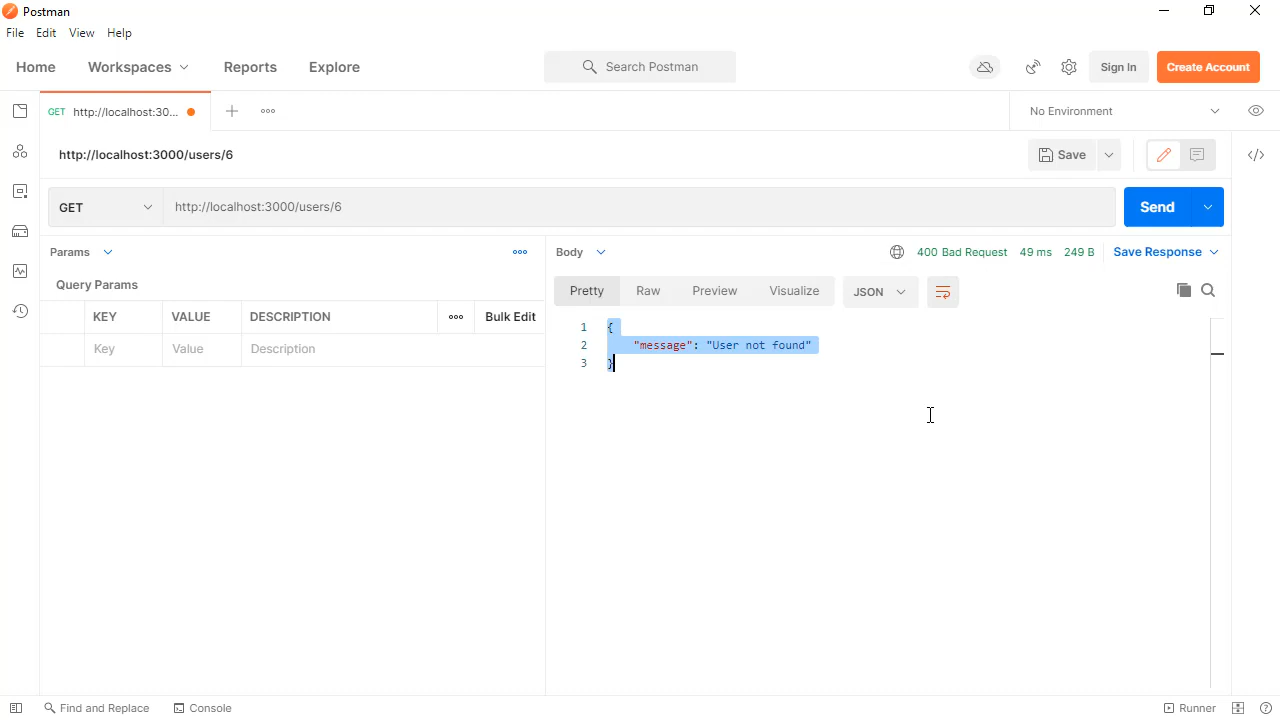 Postman
File Edit View Help
Home Workspaces Reports Explore Search Postman Sign In Create Account
GET http://localhost:30... No Environment
http://localhost:3000/users/6 Save
GET http://localhost:3000/users/6 Send
Params Body 400 Bad Request 49 ms 249 B Save Response
Query Params Pretty Raw Preview Visualize JSON
KEY VALUE DESCRIPTION Bulk Edit
Key Value Description
1 {
2 "message": "User not found"
3 }
Find and Replace Console Runner